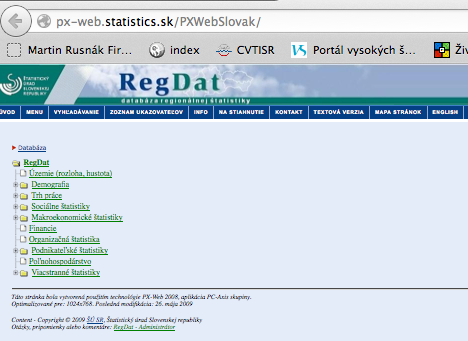 px-web.statistics.sk/PXWebSlovak/
Martin Rusnák Fir... index CVTISR Portál vysokých š... Živ
ŠTATISTICKÝ
ÚRAD
SLOVENSKEJ
REPUBLIKY
RegDat
databáza regionálnej štatistiky
ÚVOD MENU VYHĽADÁVANIE ZOZNAM UKAZOVATEĽOV INFO NA STIAHNUTIE KONTAKT TEXTOVÁ VERZIA MAPA STRÁNOK ENGLISH
Databáza
RegDat
Územie (rozloha, hustota)
Demografia
Trh práce
Sociálne štatistiky
Makroekonomické štatistiky
Financie
Organizačná štatistika
Podnikateľské štatistiky
Poľnohospodárstvo
Viacstranné štatistiky
Táto stránka bola vytvorená použitím technológie PX-Web 2008, aplikácia PC-Axis skupiny.
Optimalizované pre: 1024x768. Posledná modifikácia: 26. mája 2009
Content - Copyright © 2009 ŠÚ SR, Štatistický úrad Slovenskej republiky
Otázky, pripomienky alebo komentáre: RegDat - Administrátor